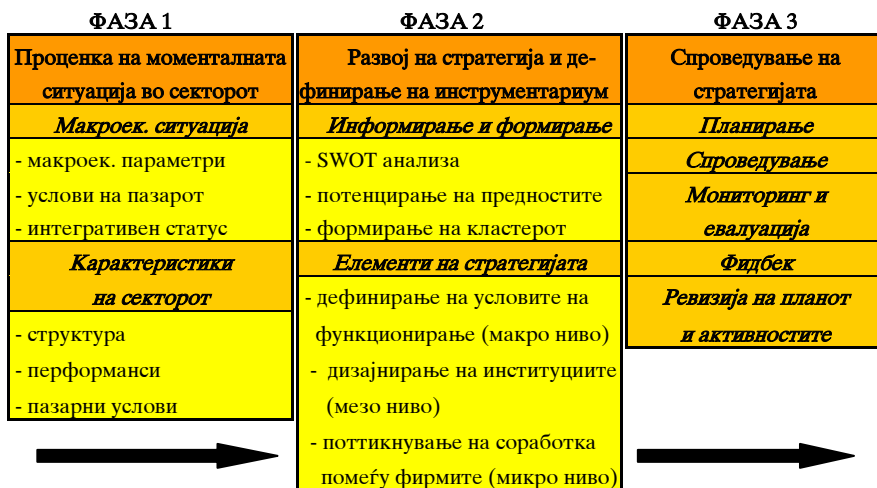 ФАЗА 1
Проценка на моменталната
ситуација во секторот
Макроек. ситуација
- макроек. параметри
- услови на пазарот
- интегративен статус
Карактеристики
на секторот
- структура
- перформанси
- пазарни услови
ФАЗА 2
Развој на стратегија и де-
финирање на инструментариум
Информирање и формирање
- SWOT анализа
- потенцирање на предностите
- формирање на кластерот
Елементи на стратегијата
- дефинирање на условите на
функционирање (макро ниво)
- дизајнирање на институциите
(мезо ниво)
- поттикнување на соработка
помеѓу фирмите (микро ниво)
ФАЗА 3
Спроведување на
стратегијата
Планирање
Спроведување
Мониторинг и
евалуација
Фидбек
Ревизија на планот
и активностите